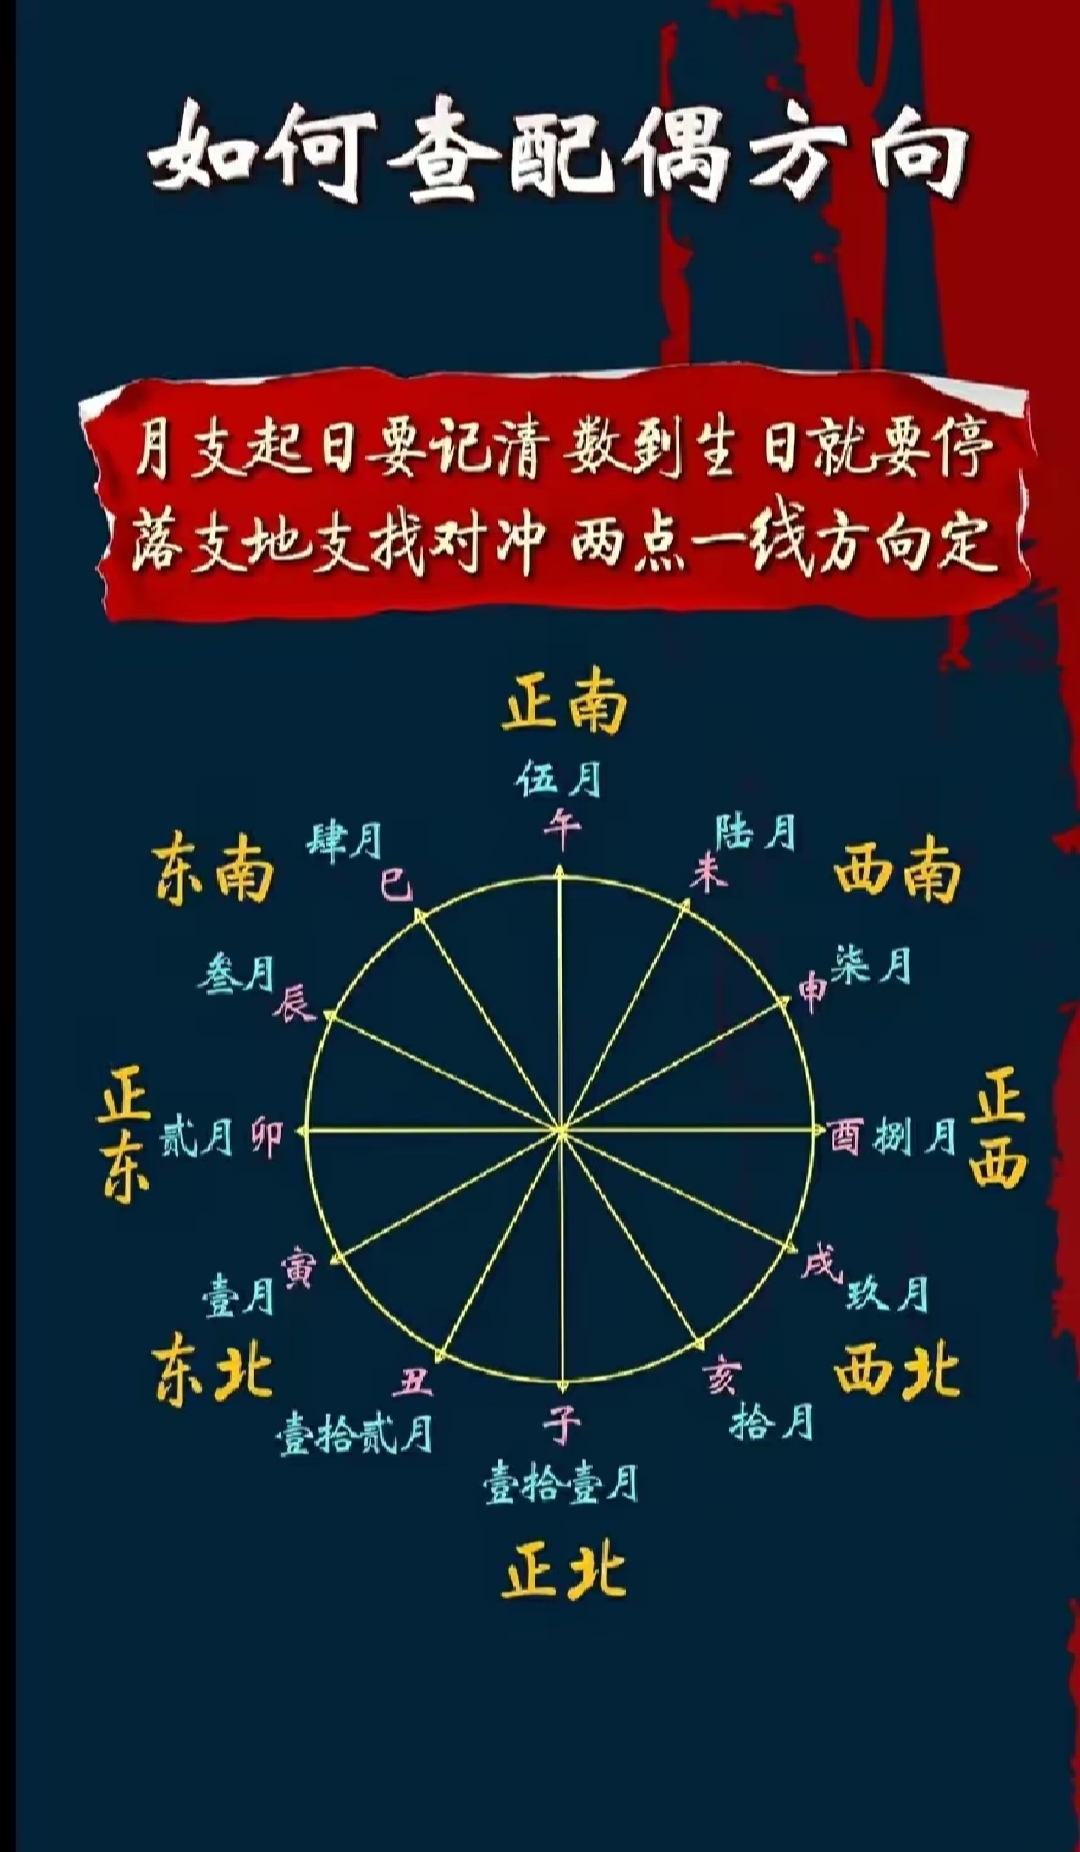 如何查配偶方向
月支起日要记清 数到生日就要停
落支地支找对冲 两点一线方向定
正南
伍月
午
东南
肆月
巳
陆月
未
西南
叁月
辰
柒月
申
正东
贰月 卯
酉 捌月
正西
壹月
寅
戌
玖月
东北
丑
壹拾贰月
子
壹拾壹月
亥
拾月
西北
正北